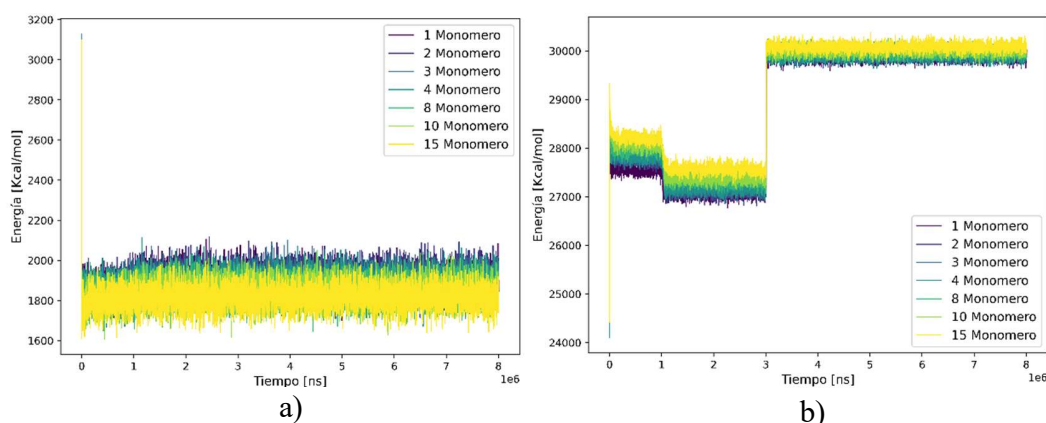 3200
3000
2800
2600
2400
2200
2000
1800
1600
Energía [Kcal/mol]
1 Monomero
2 Monomero
3 Monomero
4 Monomero
8 Monomero
10 Monomero
15 Monomero
0 1 2 3 4 5 6 7 8
Tiempo [ns]
1e6
a)
30000
29000
28000
27000
26000
25000
24000
Energía [Kcal/mol]
1 Monomero
2 Monomero
3 Monomero
4 Monomero
8 Monomero
10 Monomero
15 Monomero
0 1 2 3 4 5 6 7 8
Tiempo [ns]
1e6
b)